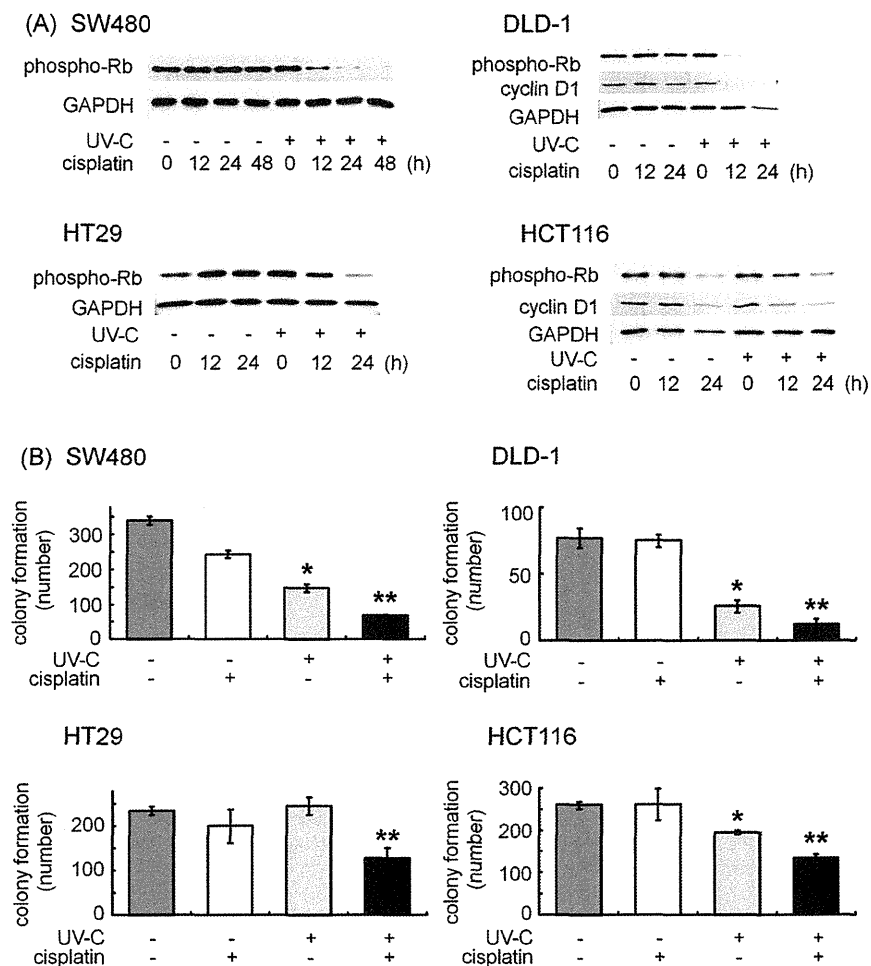 (A) SW480
phospho-Rb
GAPDH
UV-C - - - - + + + +
cisplatin 0 12 24 48 0 12 24 48 (h)
DLD-1
phospho-Rb
cyclin D1
GAPDH
UV-C - - - + + +
cisplatin 0 12 24 0 12 24 (h)
HT29
phospho-Rb
GAPDH
UV-C - - - + + +
cisplatin 0 12 24 0 12 24 (h)
HCT116
phospho-Rb
cyclin D1
GAPDH
UV-C - - - + + +
cisplatin 0 12 24 0 12 24 (h)
(B) SW480
colony formation
(number)
300
200
100
0
* **
UV-C - - + +
cisplatin - + - +
DLD-1
colony formation
(number)
100
50
0
* **
UV-C - - + +
cisplatin - + - +
HT29
colony formation
(number)
200
100
0
**
UV-C - - + +
cisplatin - + - +
HCT116
colony formation
(number)
300
200
100
0
* **
UV-C - - + +
cisplatin - + - +